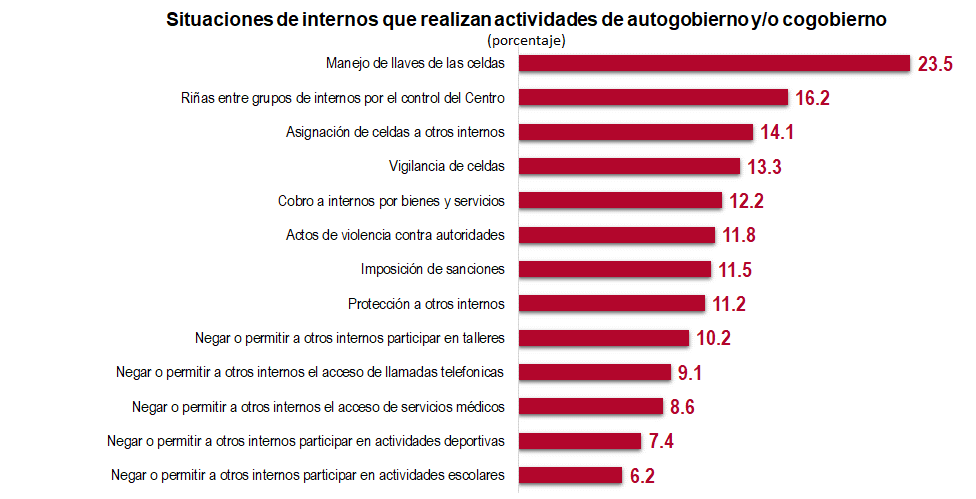 Situaciones de internos que realizan actividades de autogobierno y/o cogobierno
(porcentaje)
Manejo de llaves de las celdas 23.5
Riñas entre grupos de internos por el control del Centro 16.2
Asignación de celdas a otros internos 14.1
Vigilancia de celdas 13.3
Cobro a internos por bienes y servicios 12.2
Actos de violencia contra autoridades 11.8
Imposición de sanciones 11.5
Protección a otros internos 11.2
Negar o permitir a otros internos participar en talleres 10.2
Negar o permitir a otros internos el acceso de llamadas telefonicas 9.1
Negar o permitir a otros internos el acceso de servicios médicos 8.6
Negar o permitir a otros internos participar en actividades deportivas 7.4
Negar o permitir a otros internos participar en actividades escolares 6.2